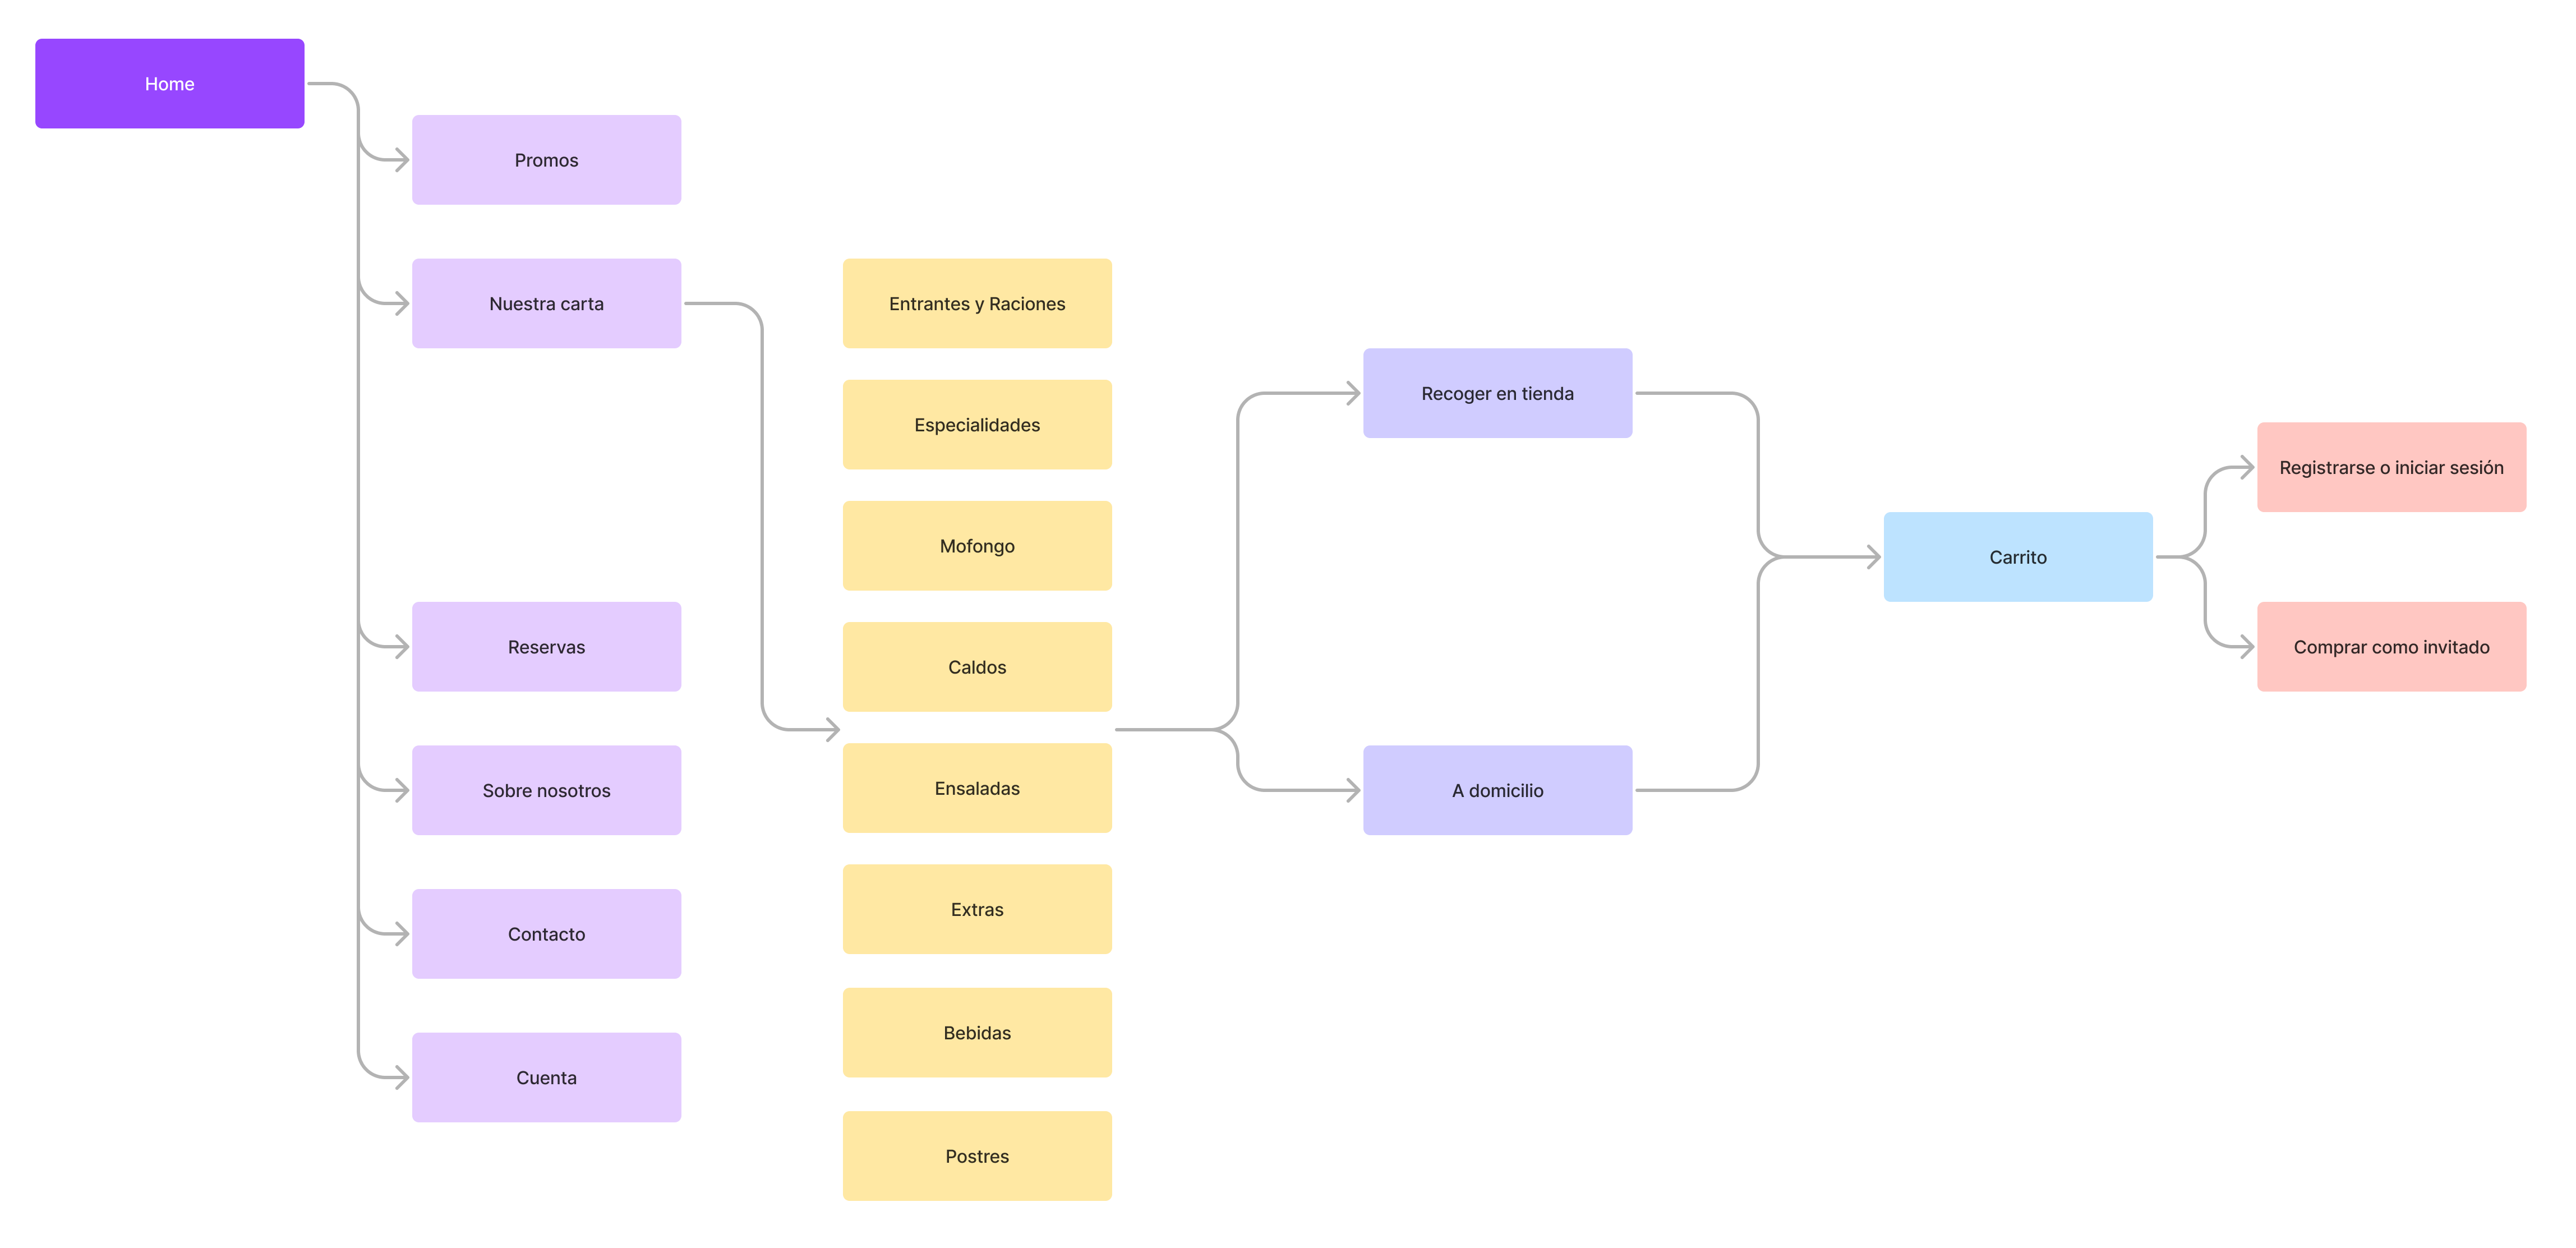 Home
Promos
Nuestra carta
Reservas
Sobre nosotros
Contacto
Cuenta
Entrantes y Raciones
Especialidades
Mofongo
Caldos
Ensaladas
Extras
Bebidas
Postres
Recoger en tienda
A domicilio
Carrito
Registrarse o iniciar sesión
Comprar como invitado